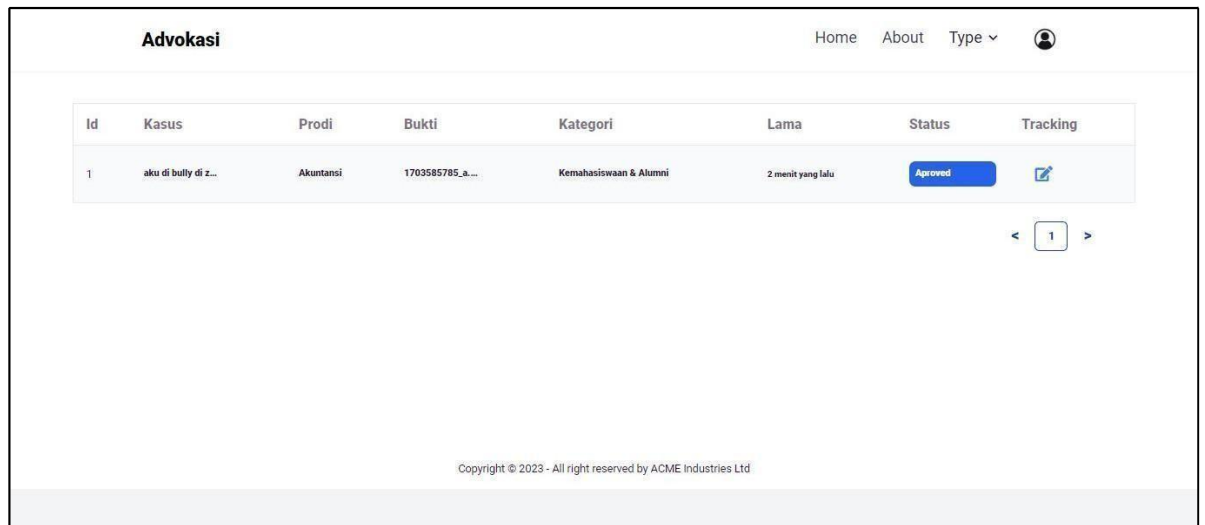 Advokasi Home About Type
Id Kasus Prodi Bukti Kategori Lama Status Tracking
1 aku di bully di z... Akuntansi 1703585785_a.... Kemahasiswaan & Alumni 2 menit yang lalu Aproved
< 1 >
Copyright © 2023 - All right reserved by ACME Industries Ltd